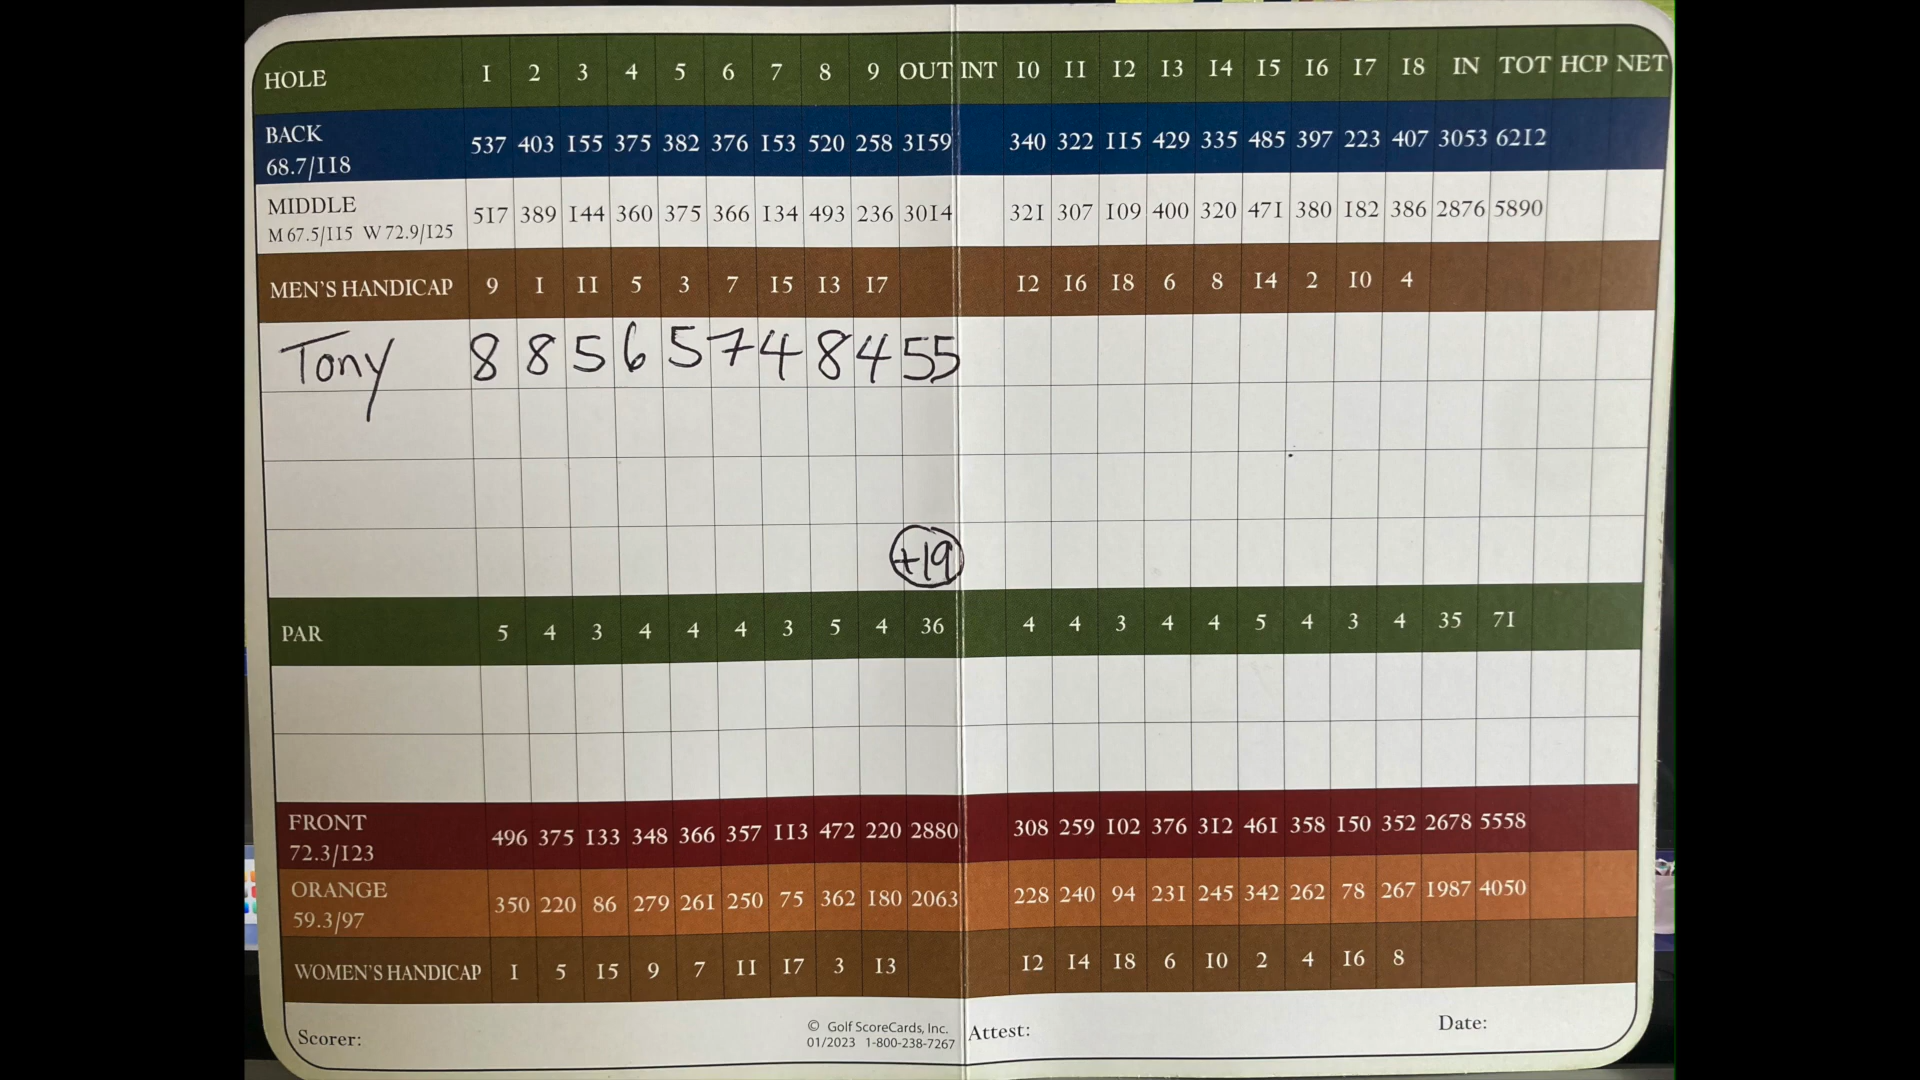 HOLE 1 2 3 4 5 6 7 8 9 OUT INT 10 11 12 13 14 15 16 17 18 IN TOT HCP NET
BACK 537 403 155 375 382 376 153 520 258 3159 340 322 115 429 335 485 397 223 407 3053 6212
68.7/118
MIDDLE 517 389 144 360 375 366 134 493 236 3014 321 307 109 400 320 471 380 182 386 2876 5890
M 67.5/115 W 72.9/125
MEN'S HANDICAP 9 1 11 5 3 7 15 13 17 12 16 18 6 8 14 2 10 4
Tony 8 8 5 6 5 7 4 8 4 55
+19
PAR 5 4 3 4 4 4 3 5 4 36 4 4 3 4 4 5 4 3 4 35 71
FRONT 496 375 133 348 366 357 113 472 220 2880 308 259 102 376 312 461 358 150 352 2678 5558
72.3/123
ORANGE 350 220 86 279 261 250 75 362 180 2063 228 240 94 231 245 342 262 78 267 1987 4050
59.3/97
WOMEN'S HANDICAP 1 5 15 9 7 11 17 3 13 12 14 18 6 10 2 4 16 8
Scorer: © Golf ScoreCards, Inc. Attest: Date:
01/2023 1-800-238-7267